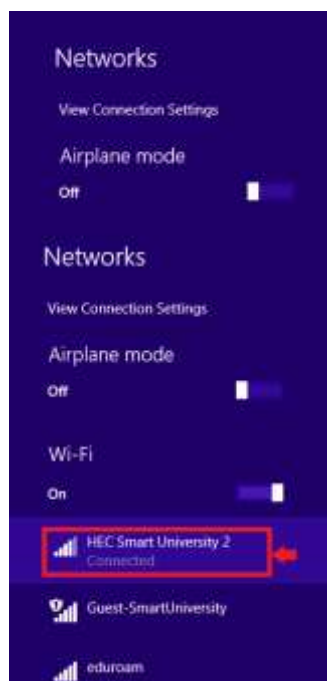 Networks
View Connection Settings
Airplane mode
Off
Networks
View Connection Settings
Airplane mode
Off
Wi-Fi
On
HEC Smart University 2
Connected
Guest-SmartUniversity
eduroam